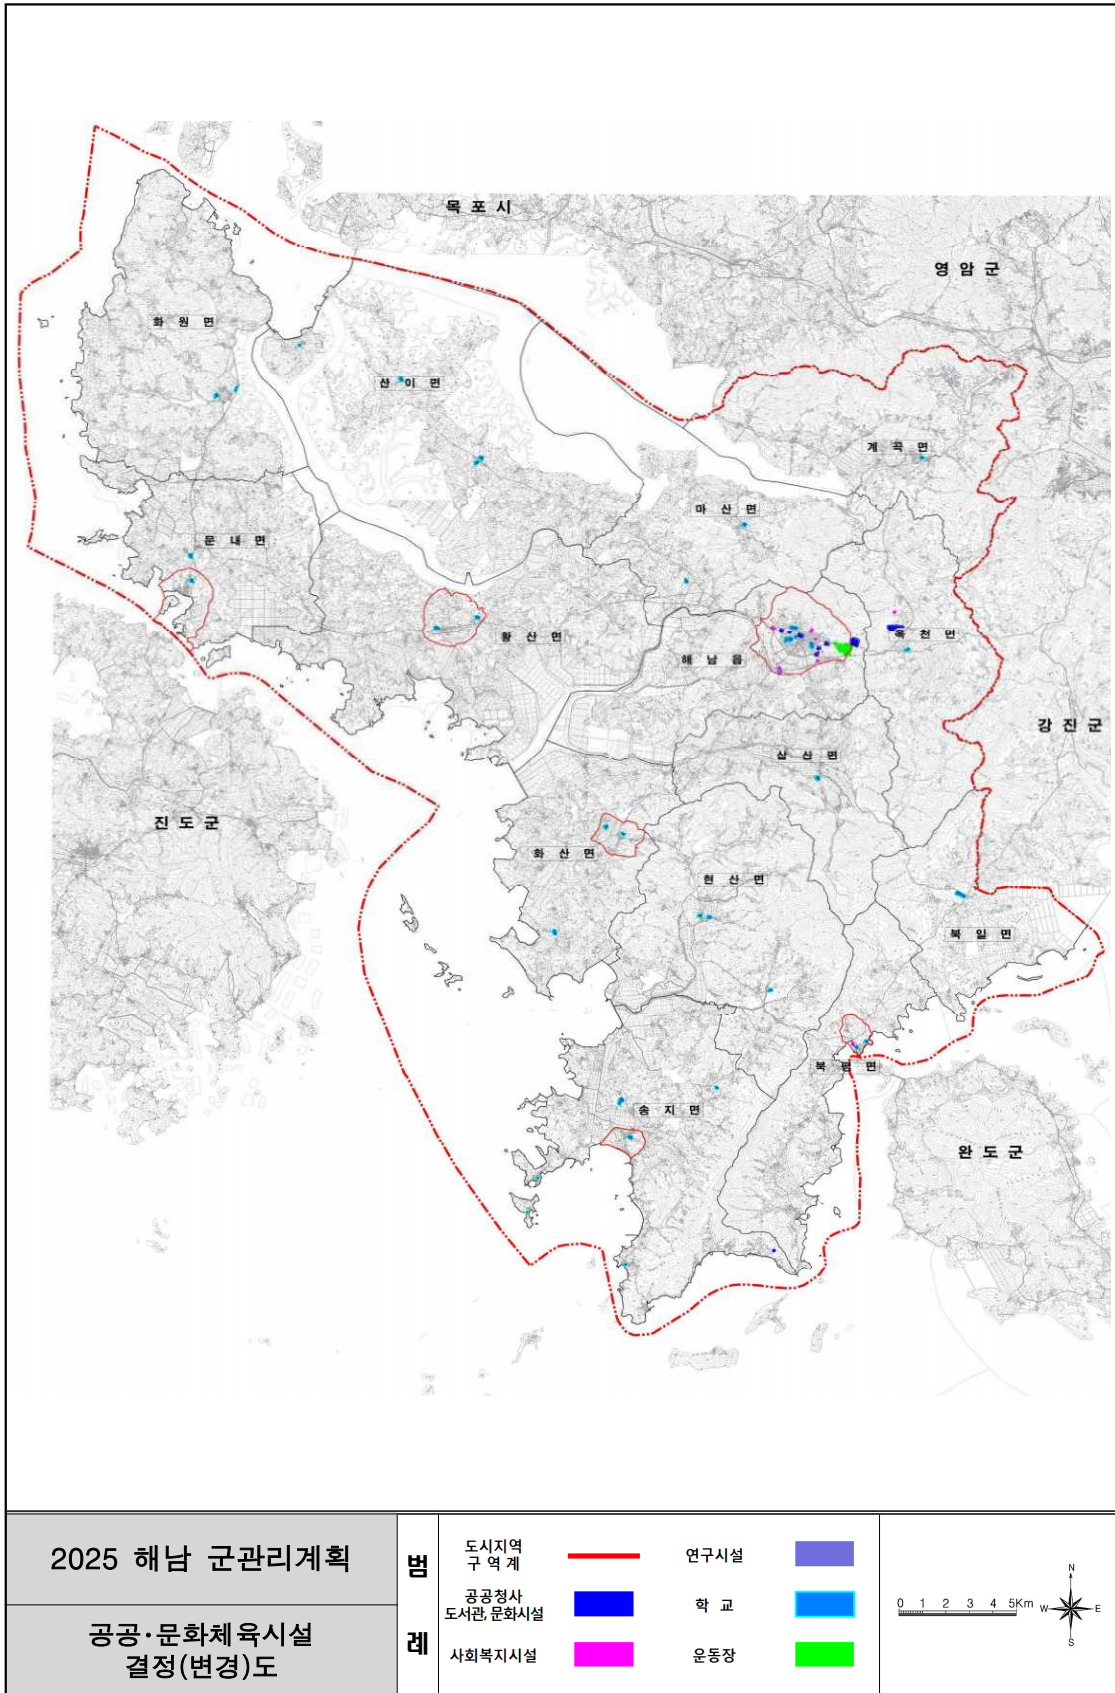 목포시
영암군
화원면
산이면
계곡면
마산면
문내면
황산면
옥천면
해남읍
강진군
삼산면
진도군
화산면
현산면
북일면
북평면
송지면
완도군
2025 해남 군관리계획
공공·문화체육시설
결정(변경)도
범
례
도시지역
구역계
연구시설
공공청사
도서관, 문화시설
학교
사회복지시설
운동장
0 1 2 3 4 5Km
N
W
E
S